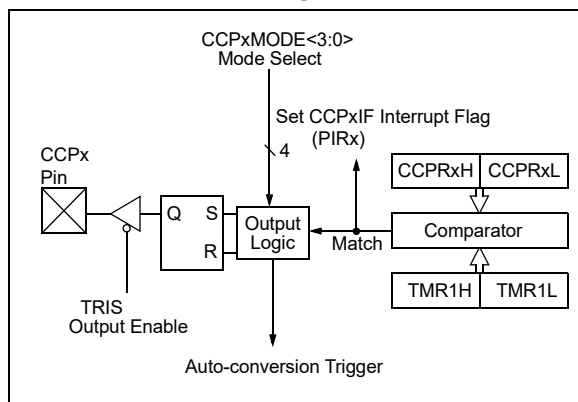 CCPxMODE<3:0>
Mode Select
Set CCPxIF Interrupt Flag
(PIRx)
4
CCPx
Pin
CCPRxH CCPRxL
Q S
R
Output
Logic
Match
Comparator
TMR1H TMR1L
TRIS
Output Enable
Auto-conversion Trigger